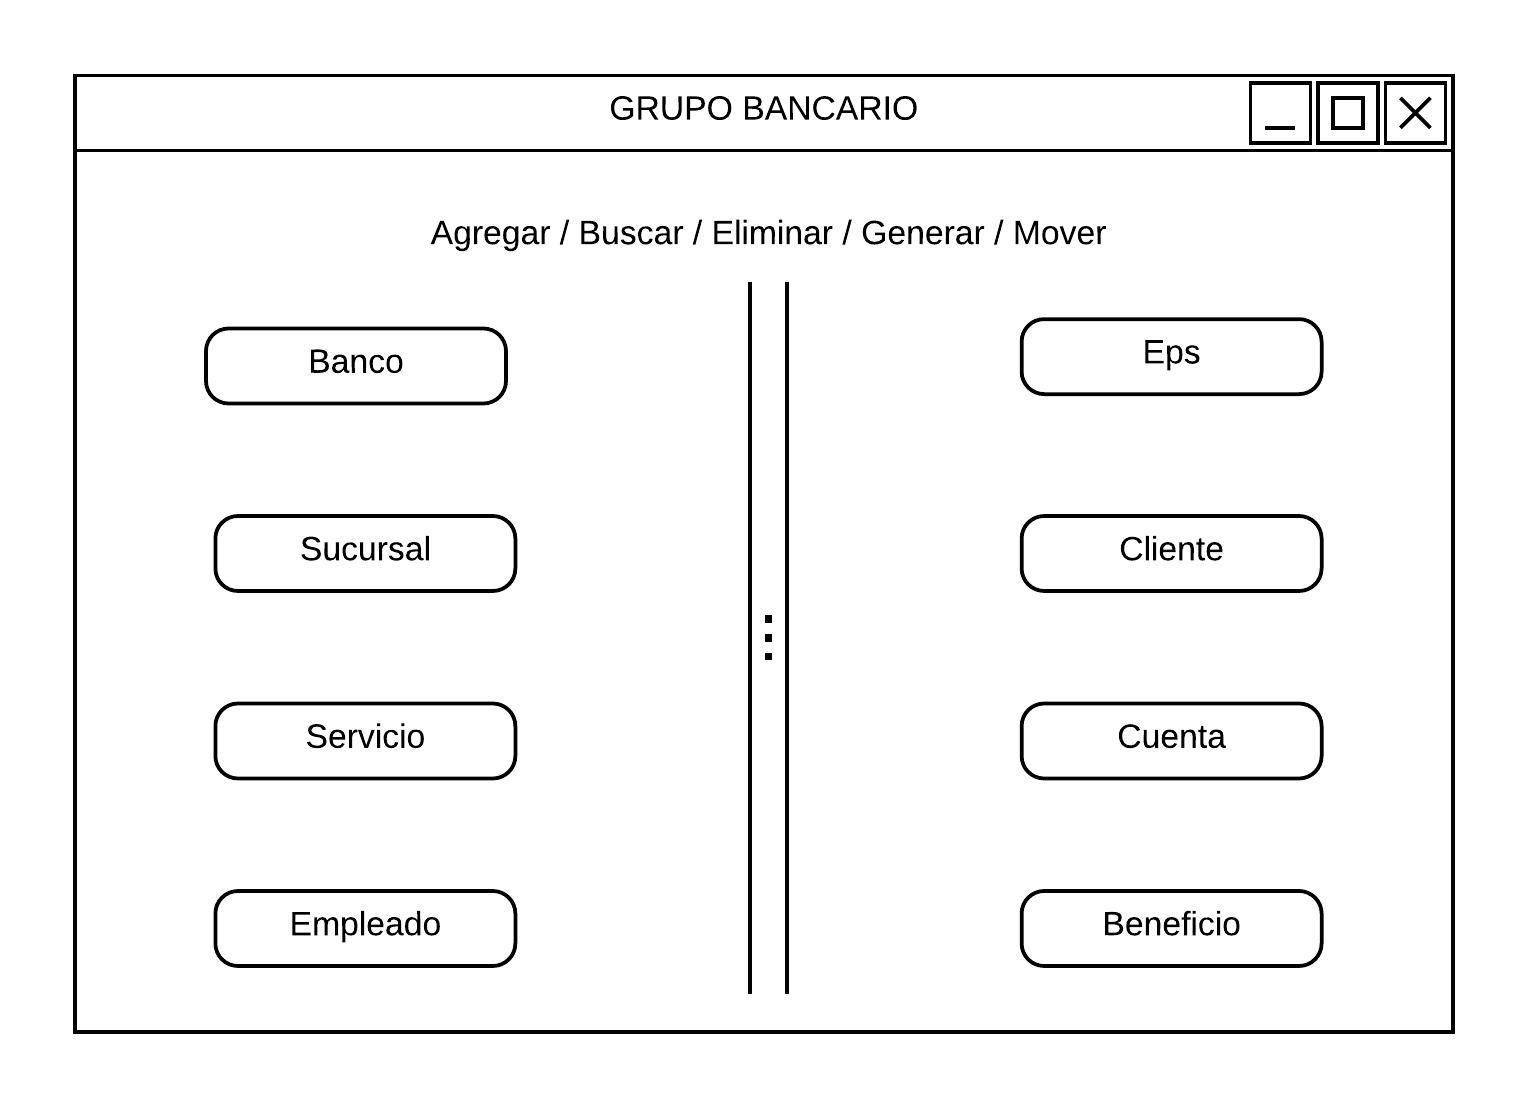 GRUPO BANCARIO
Agregar / Buscar / Eliminar / Generar / Mover
Banco
Eps
Sucursal
Cliente
Servicio
Cuenta
Empleado
Beneficio